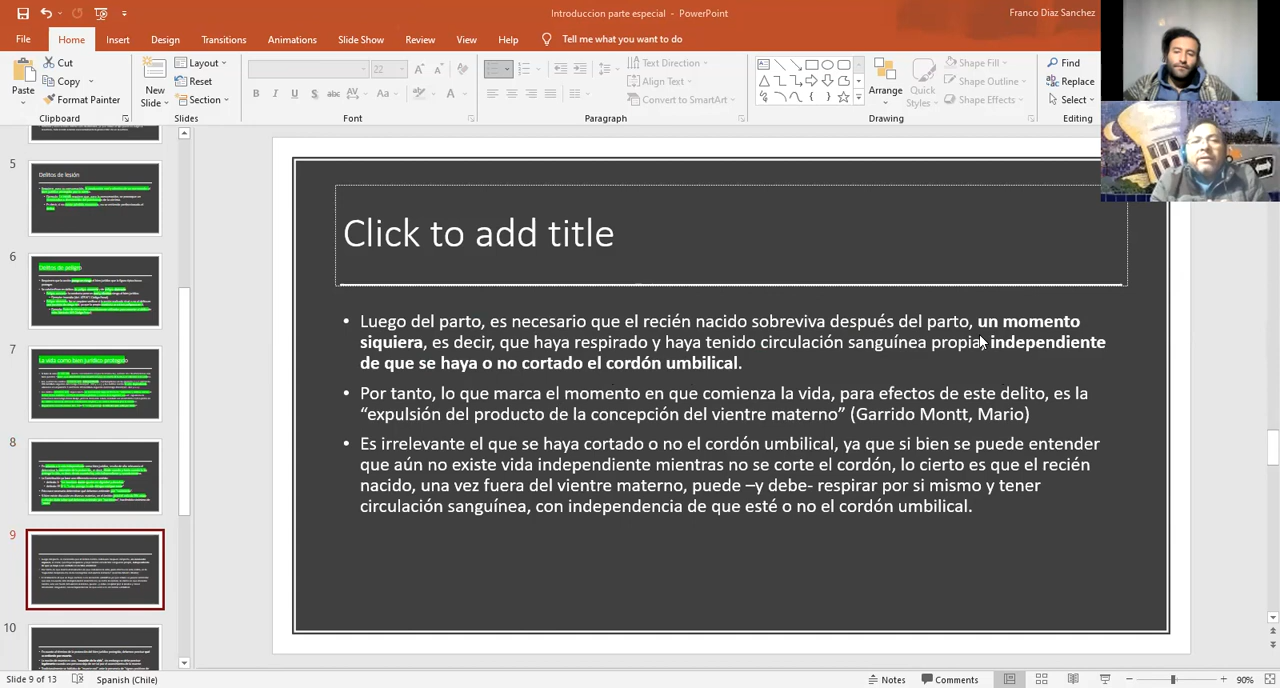 Introduccion parte especial - PowerPoint
Franco Diaz Sanchez
File Home Insert Design Transitions Animations Slide Show Review View Help Tell me what you want to do
Paste
Cut
Copy
Format Painter
Clipboard
New
Slide
Layout
Reset
Section
Slides
22
Font
Text Direction
Align Text
Convert to SmartArt
Paragraph
Arrange
Quick
Styles
Shape Fill
Shape Outline
Shape Effects
Drawing
Find
Replace
Select
Editing
5
Delitos de lesión
6
Delitos de peligro
7
La vida como bien jurídico protegido
8
9
10
Click to add title
• Luego del parto, es necesario que el recién nacido sobreviva después del parto, un momento
siquiera, es decir, que haya respirado y haya tenido circulación sanguínea propia, independiente
de que se haya o no cortado el cordón umbilical.
• Por tanto, lo que marca el momento en que comienza la vida, para efectos de este delito, es la
“expulsión del producto de la concepción del vientre materno” (Garrido Montt, Mario)
• Es irrelevante el que se haya cortado o no el cordón umbilical, ya que si bien se puede entender
que aún no existe vida independiente mientras no se corte el cordón, lo cierto es que el recién
nacido, una vez fuera del vientre materno, puede –y debe- respirar por si mismo y tener
circulación sanguínea, con independencia de que esté o no el cordón umbilical.
Slide 9 of 13 Spanish (Chile) Notes Comments 90%